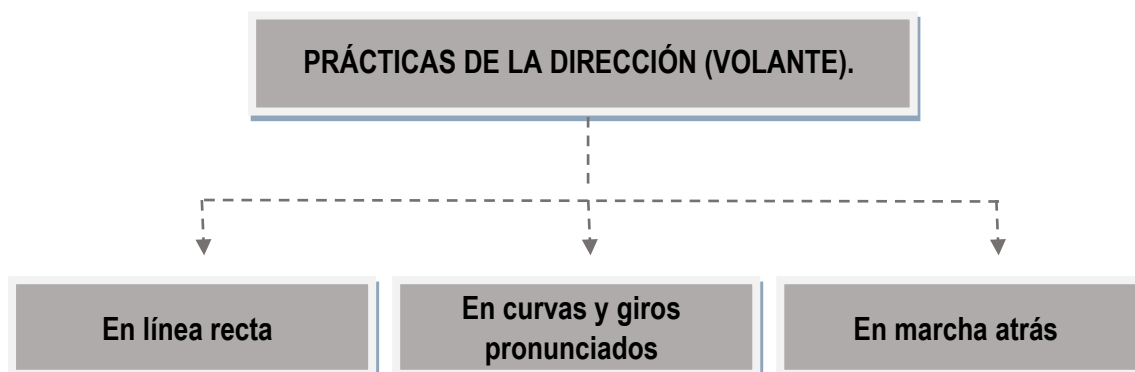 PRÁCTICAS DE LA DIRECCIÓN (VOLANTE).
En línea recta
En curvas y giros
pronunciados
En marcha atrás